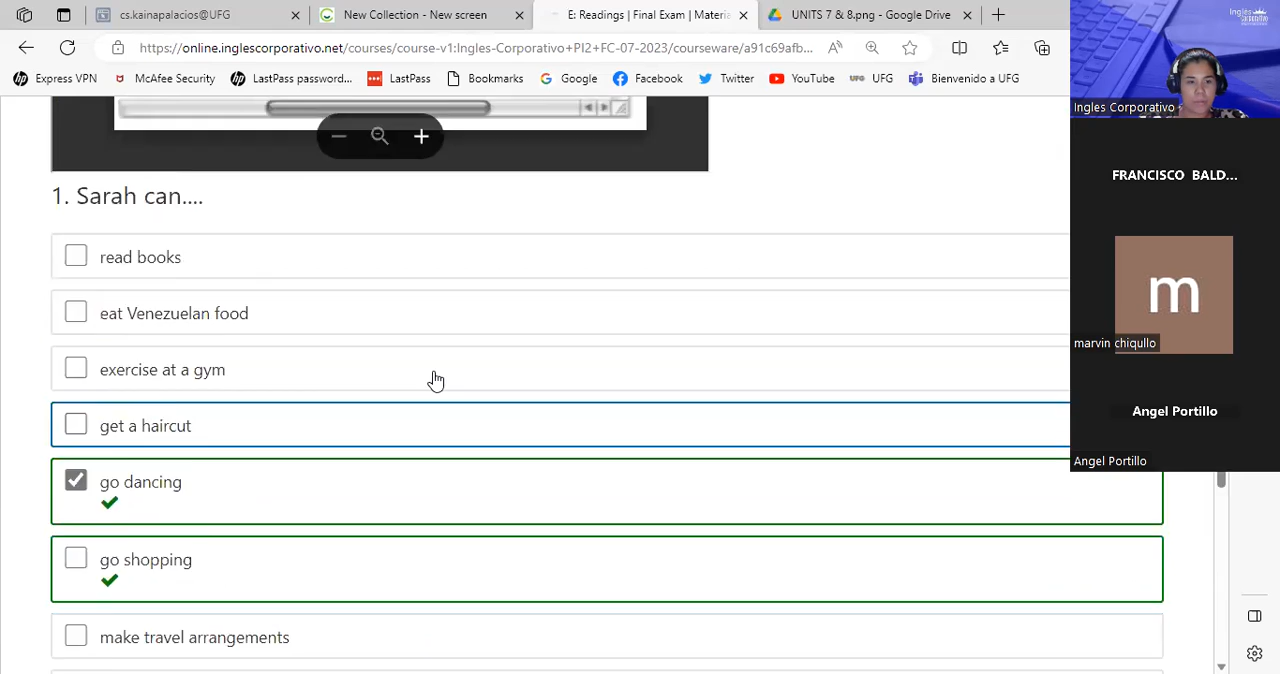 cs.kainapalacios@UFG
New Collection - New screen
E: Readings | Final Exam | Materia
UNITS 7 & 8.png - Google Drive
https://online.inglescorporativo.net/courses/course-v1:Ingles-Corporativo+PI2+FC-07-2023/courseware/a91c69afb...
Express VPN
McAfee Security
LastPass password...
LastPass
Bookmarks
Google
Facebook
Twitter
YouTube
UFG
Bienvenido a UFG
1. Sarah can....
read books
eat Venezuelan food
exercise at a gym
get a haircut
go dancing
go shopping
make travel arrangements
Ingles Corporativo
FRANCISCO BALD...
m
marvin chiqullo
Angel Portillo
Angel Portillo